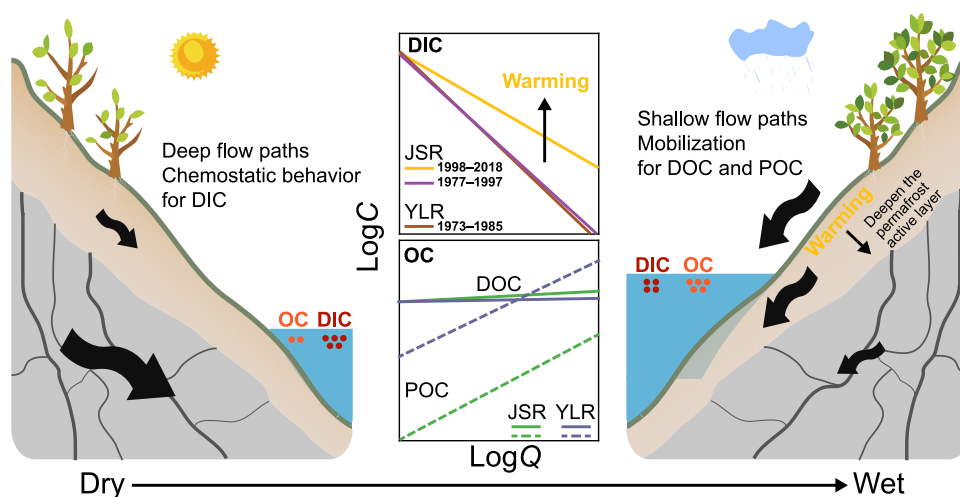 Deep flow paths
Chemostatic behavior
for DIC
OC DIC
DIC
Warming
JSR
1998–2018
1977–1997
YLR
1973–1985
OC
DOC
POC
JSR YLR
LogC
LogQ
Shallow flow paths
Mobilization
for DOC and POC
Warming
Deepen the
permafrost
active layer
DIC OC
Dry
Wet